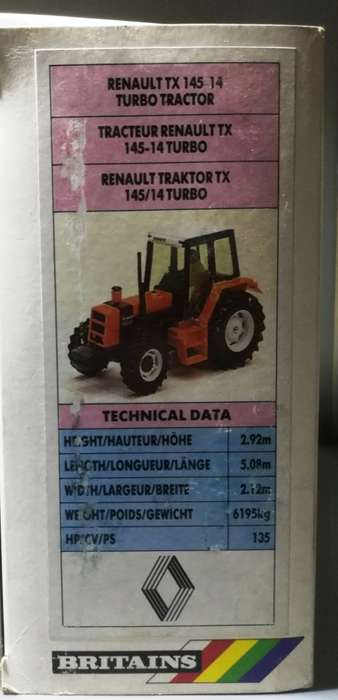 RENAULT TX 145 14
TURBO TRACTOR
TRACTEUR RENAULT TX
145-14 TURBO
RENAULT TRAKTOR TX
145/14 TURBO
TECHNICAL DATA
HEIGHT/HAUTEUR/HÖHE 2.92m
LENGTH/LONGUEUR/LÄNGE 5.08m
WIDTH/LARGEUR/BREITE 2.12m
WEIGHT/POIDS/GEWICHT 6195kg
HP/CV/PS 135
BRITAINS